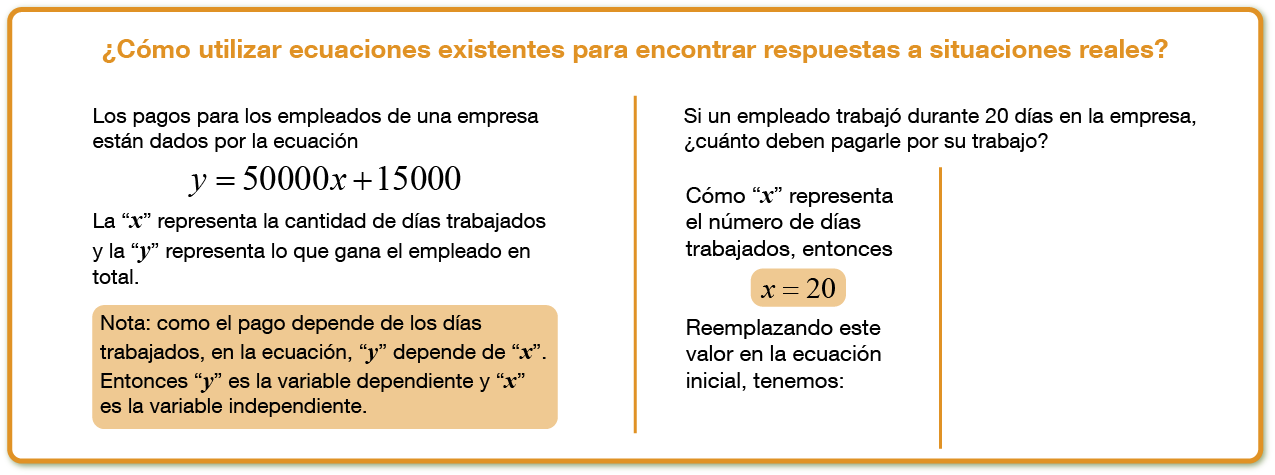 ¿Cómo utilizar ecuaciones existentes para encontrar respuestas a situaciones reales?
Los pagos para los empleados de una empresa
están dados por la ecuación
y = 50000x + 15000
La “x” representa la cantidad de días trabajados
y la “y” representa lo que gana el empleado en
total.
Nota: como el pago depende de los días
trabajados, en la ecuación, “y” depende de “x”.
Entonces “y” es la variable dependiente y “x”
es la variable independiente.
Si un empleado trabajó durante 20 días en la empresa,
¿cuánto deben pagarle por su trabajo?
Cómo “x” representa
el número de días
trabajados, entonces
x = 20
Reemplazando este
valor en la ecuación
inicial, tenemos: